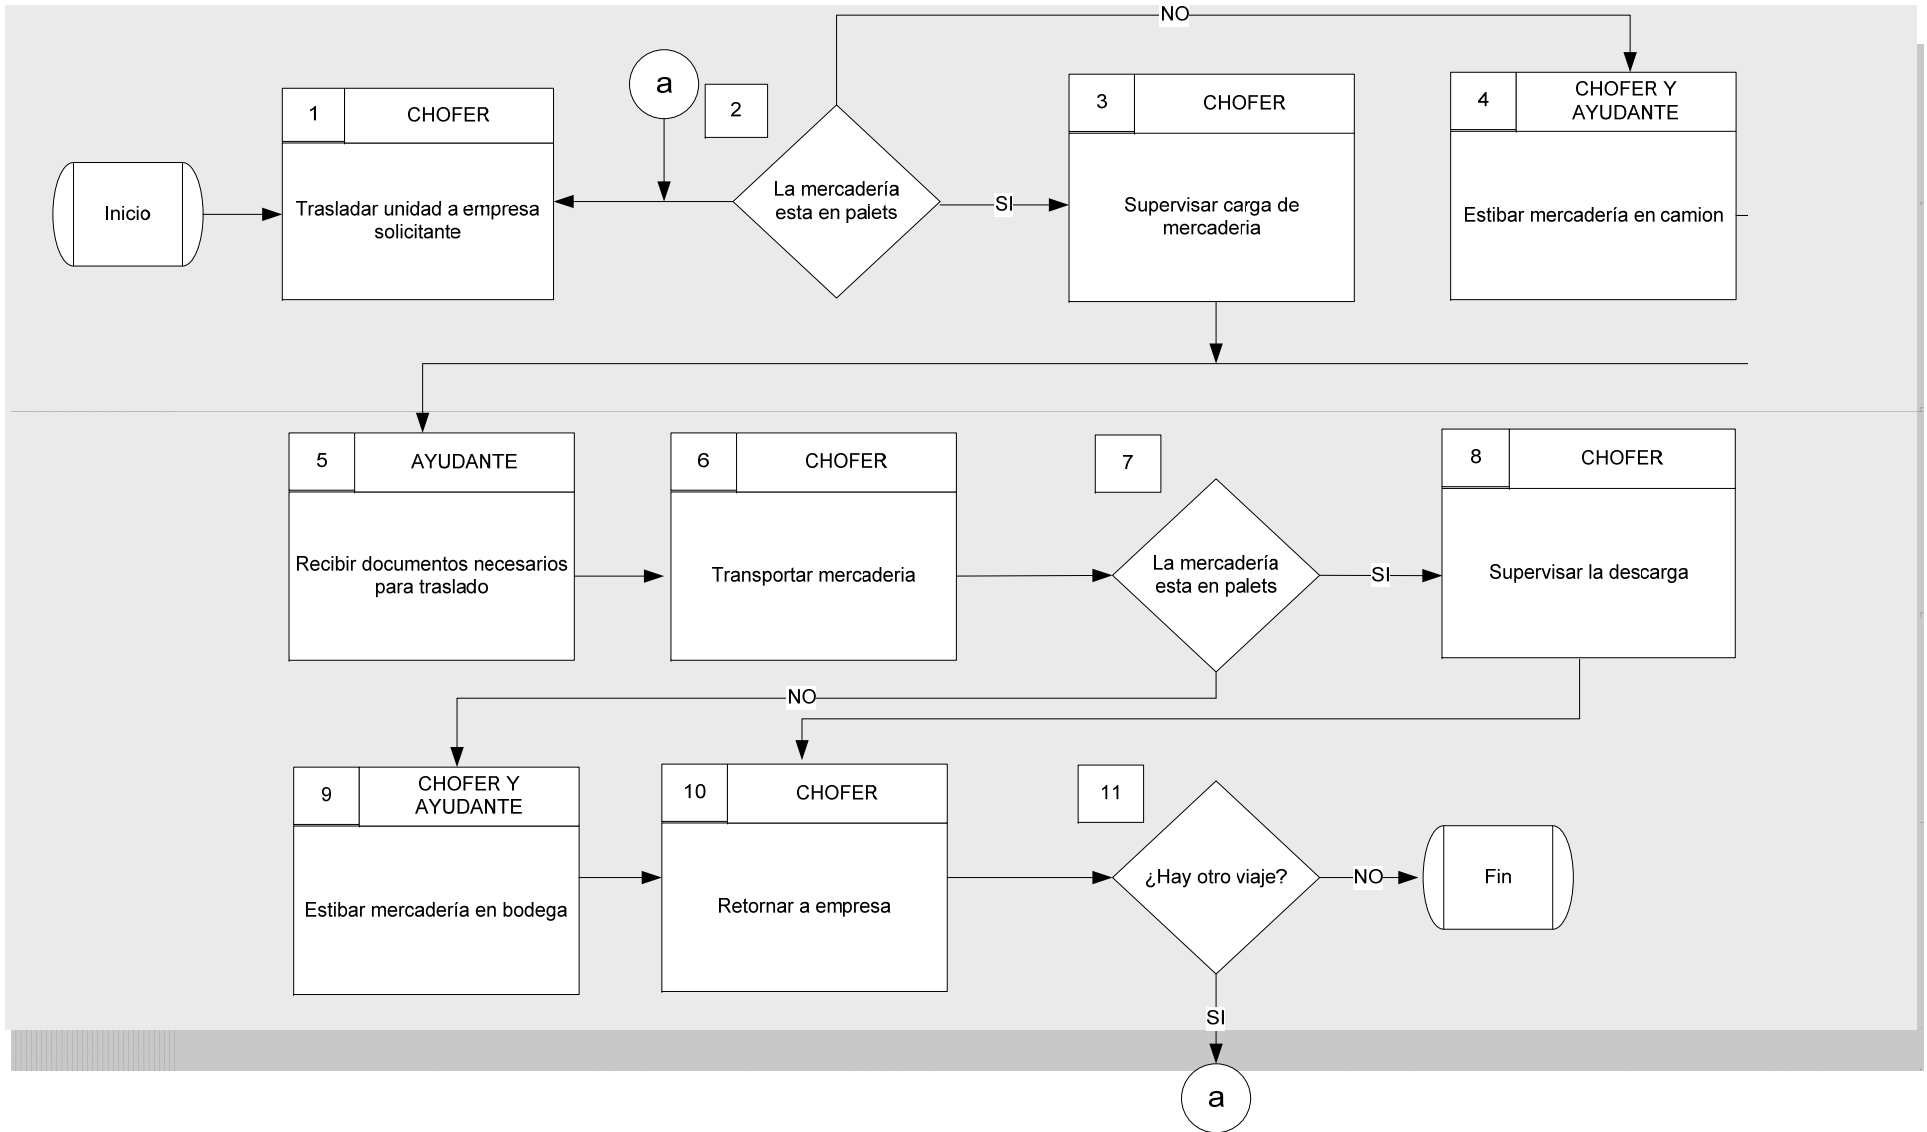 NO
a
2
1
CHOFER
3
CHOFER
4
CHOFER Y
AYUDANTE
Inicio
Trasladar unidad a empresa
solicitante
La mercadería
esta en palets
SI
Supervisar carga de
mercaderia
Estibar mercadería en camion
5
AYUDANTE
6
CHOFER
7
8
CHOFER
Recibir documentos necesarios
para traslado
Transportar mercaderia
La mercadería
esta en palets
SI
Supervisar la descarga
NO
9
CHOFER Y
AYUDANTE
10
CHOFER
11
Estibar mercadería en bodega
Retornar a empresa
¿Hay otro viaje?
NO
Fin
SI
a